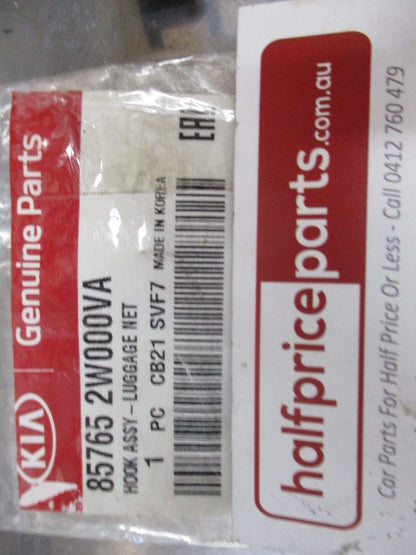 KIA
Genuine Parts
85765 2W000VA
HOOK ASSY - LUGGAGE NET
1 PC CB21 SVF7 MADE IN KOREA
EAC
halfpriceparts.com.au
Car Parts For Half Price Or Less - Call 0412 760 479